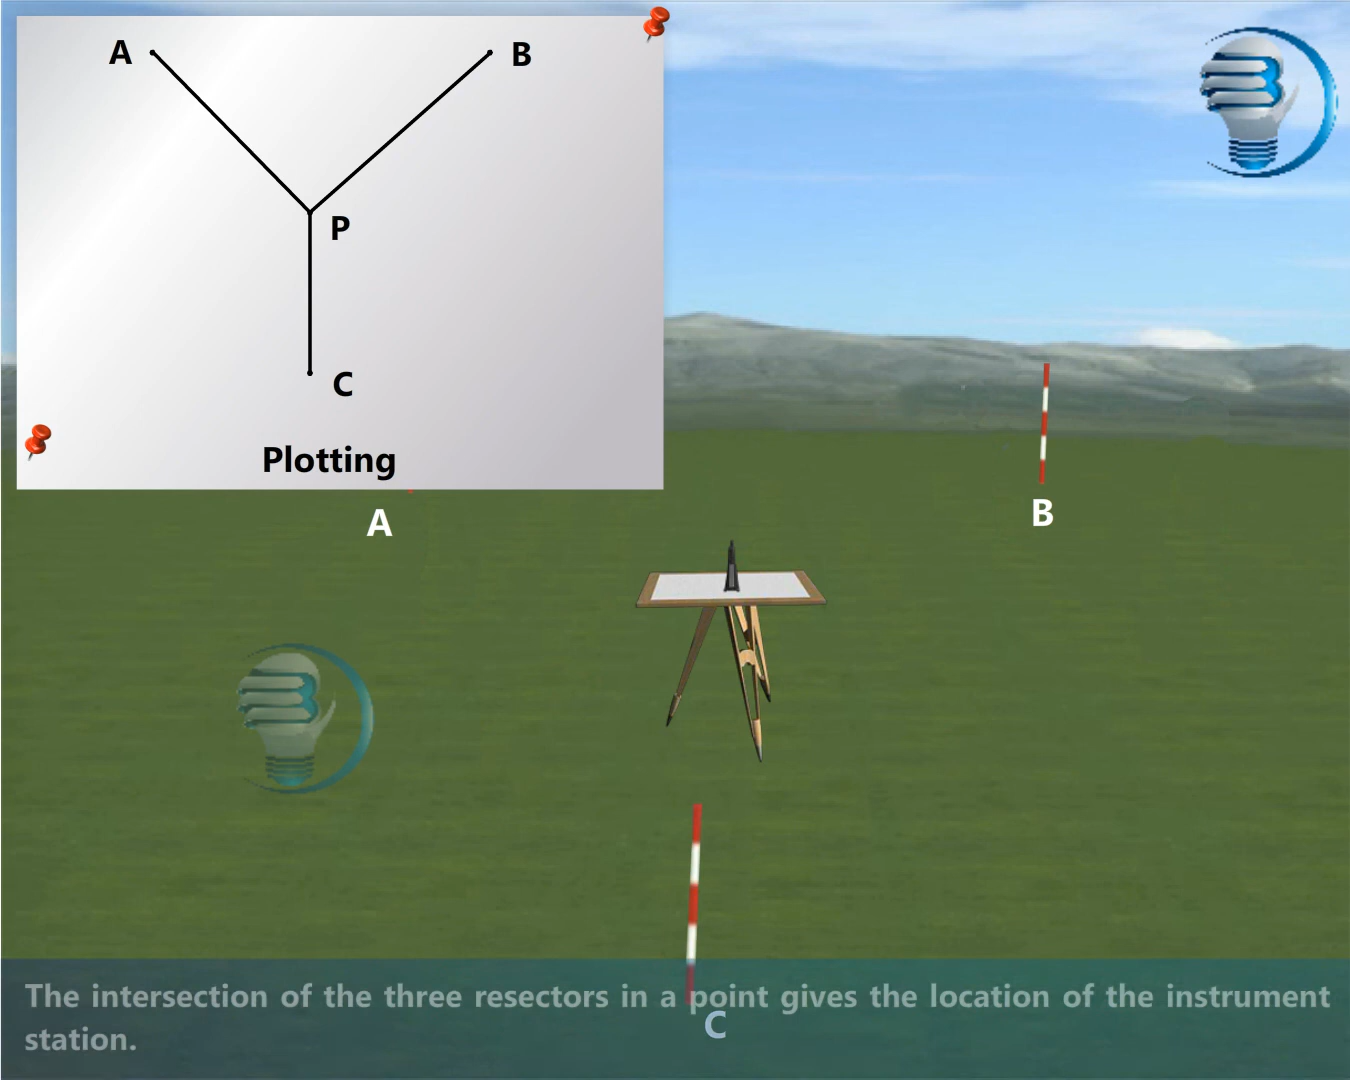 A
B
P
C
Plotting
A
B
The intersection of the three resectors in a point gives the location of the instrument
station.
C